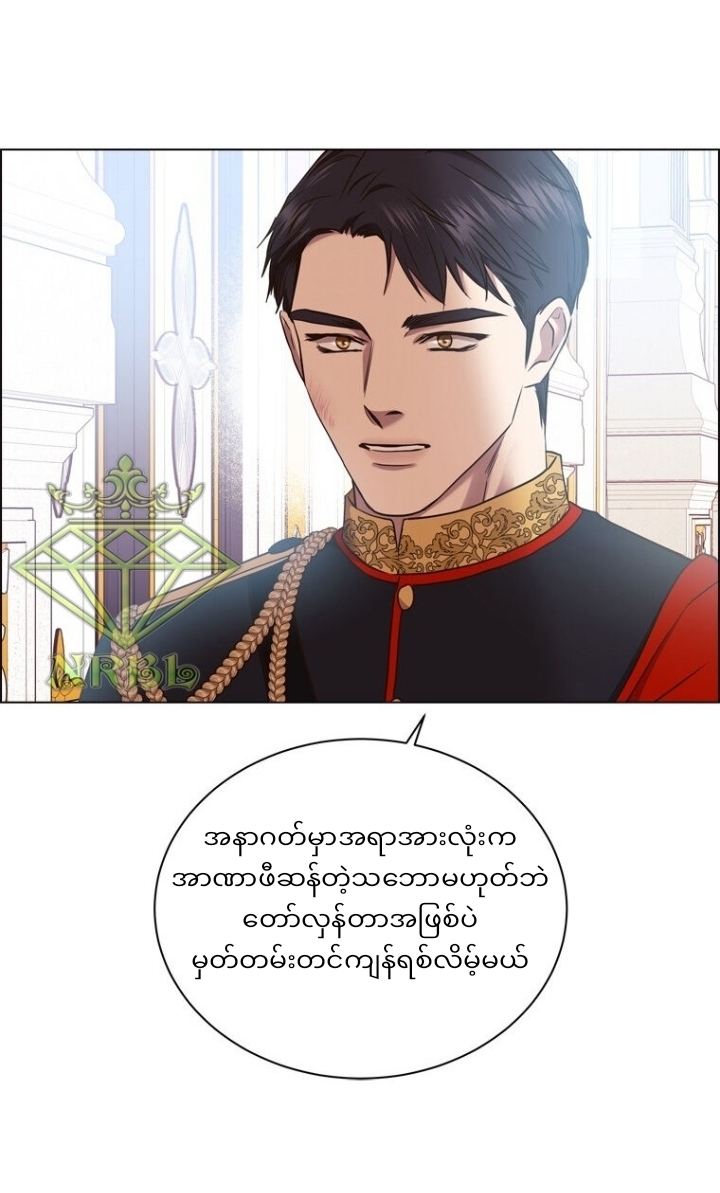 NRBL
အနာဂတ်မှာအရာအားလုံးက
အာဏာဖီဆန်တဲ့သဘောမဟုတ်ဘဲ
တော်လှန်တာအဖြစ်ပဲ
မှတ်တမ်းတင်ကျန်ရစ်လိမ့်မယ်